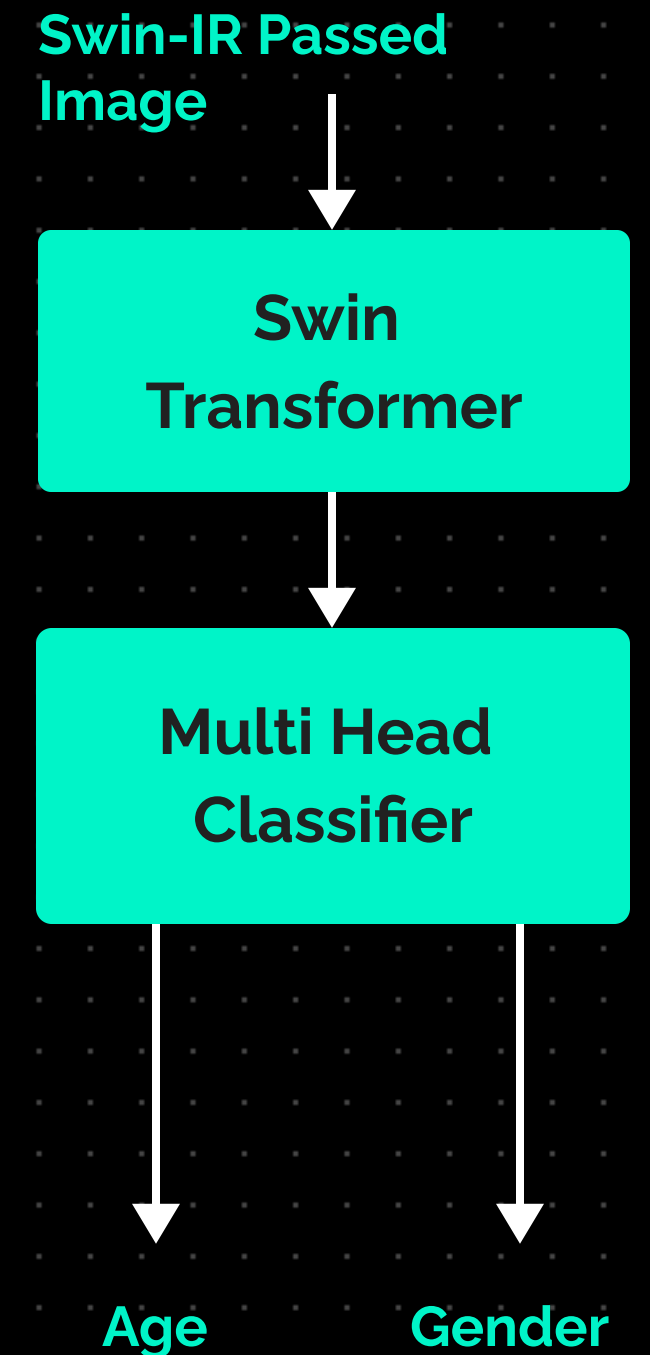 Swin-IR Passed
Image
Swin
Transformer
Multi Head
Classifier
Age
Gender